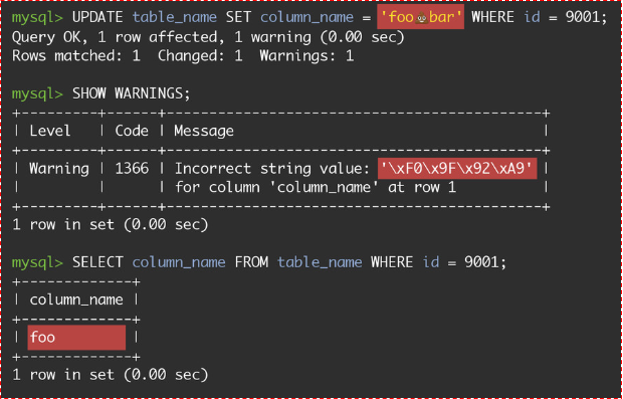 mysql> UPDATE table_name SET column_name = 'foo💩bar' WHERE id = 9001;
Query OK, 1 row affected, 1 warning (0.00 sec)
Rows matched: 1  Changed: 1  Warnings: 1
mysql> SHOW WARNINGS;
+---------+------+------------------------------------------+
| Level   | Code | Message                                  |
+---------+------+------------------------------------------+
| Warning | 1366 | Incorrect string value: '\xF0\x9F\x92\xA9' |
|         |      | for column 'column_name' at row 1        |
+---------+------+------------------------------------------+
1 row in set (0.00 sec)
mysql> SELECT column_name FROM table_name WHERE id = 9001;
+-------------+
| column_name |
+-------------+
| foo         |
+-------------+
1 row in set (0.00 sec)